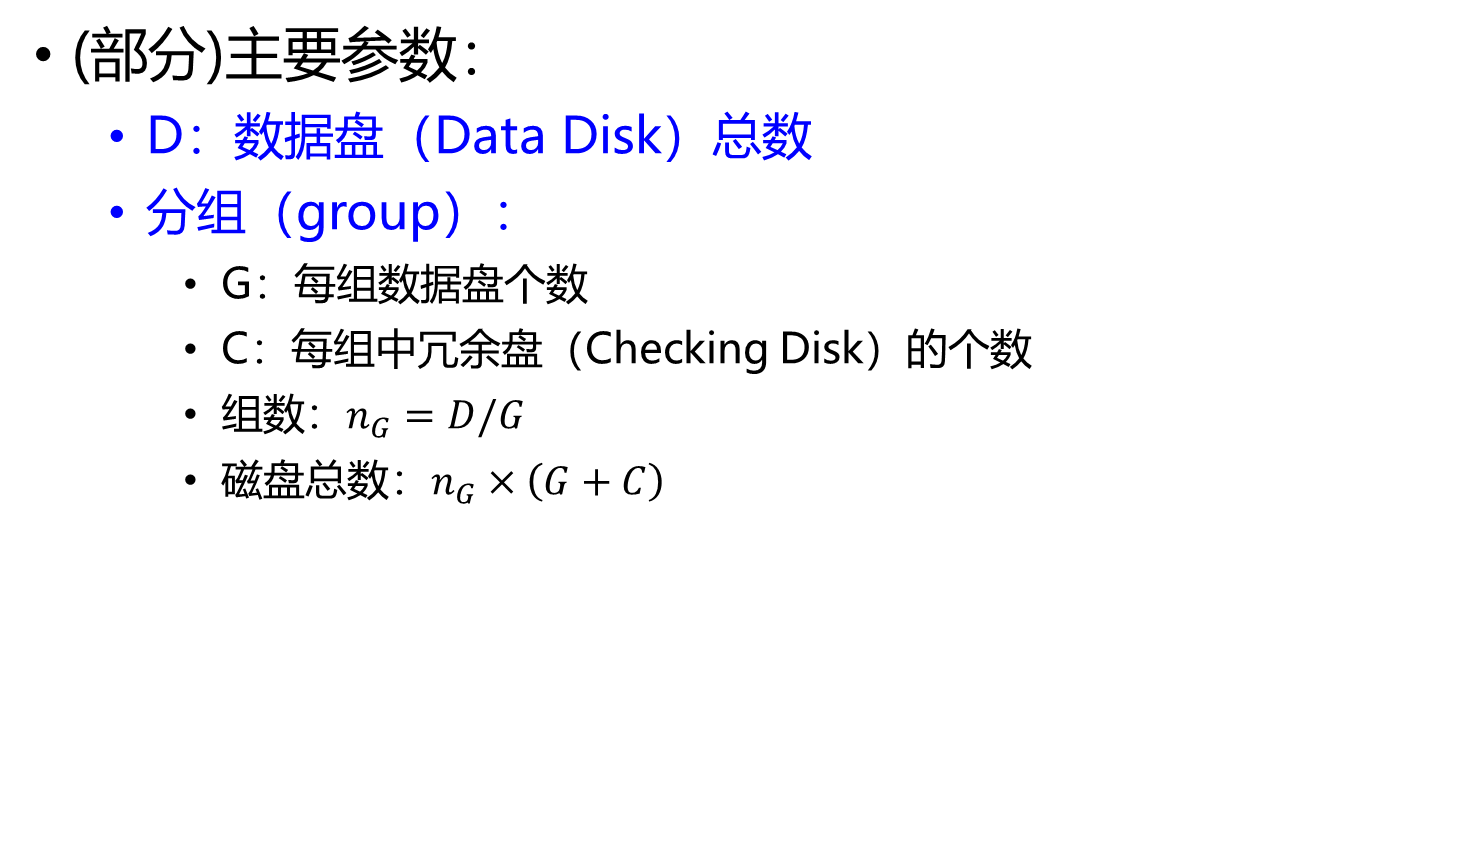 • (部分)主要参数：
• D：数据盘（Data Disk）总数
• 分组（group）：
• G：每组数据盘个数
• C：每组中冗余盘（Checking Disk）的个数
• 组数：$n_G = D/G$
• 磁盘总数：$n_G × (G + C)$